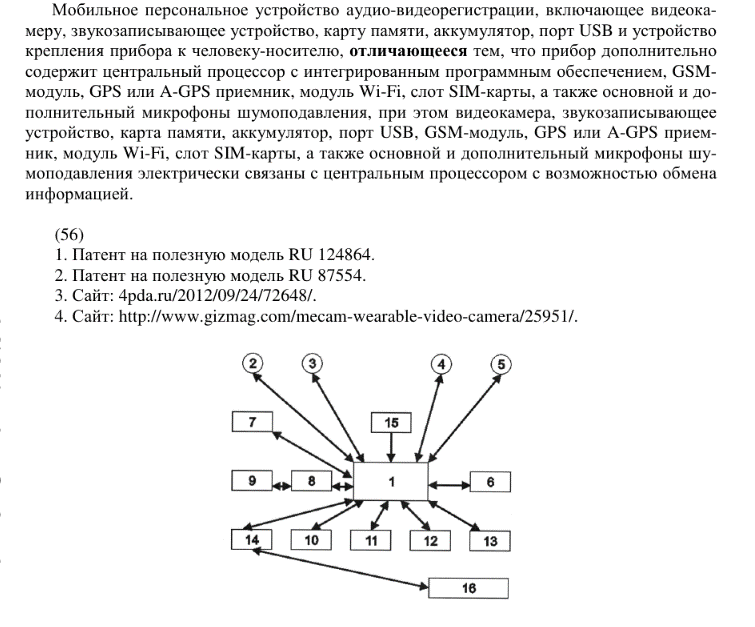 Мобильное персональное устройство аудио-видеорегистрации, включающее видеока-
меру, звукозаписывающее устройство, карту памяти, аккумулятор, порт USB и устройство
крепления прибора к человеку-носителю, отличающееся тем, что прибор дополнительно
содержит центральный процессор с интегрированным программным обеспечением, GSM-
модуль, GPS или A-GPS приемник, модуль Wi-Fi, слот SIM-карты, а также основной и до-
полнительный микрофоны шумоподавления, при этом видеокамера, звукозаписывающее
устройство, карта памяти, аккумулятор, порт USB, GSM-модуль, GPS или A-GPS прием-
ник, модуль Wi-Fi, слот SIM-карты, а также основной и дополнительный микрофоны шу-
моподавления электрически связаны с центральным процессором с возможностью обмена
информацией.
(56)
1. Патент на полезную модель RU 124864.
2. Патент на полезную модель RU 87554.
3. Сайт: 4pda.ru/2012/09/24/72648/.
4. Сайт: http://www.gizmag.com/mecam-wearable-video-camera/25951/.
2 3 4 5
7 15
9 8 1 6
14 10 11 12 13
16